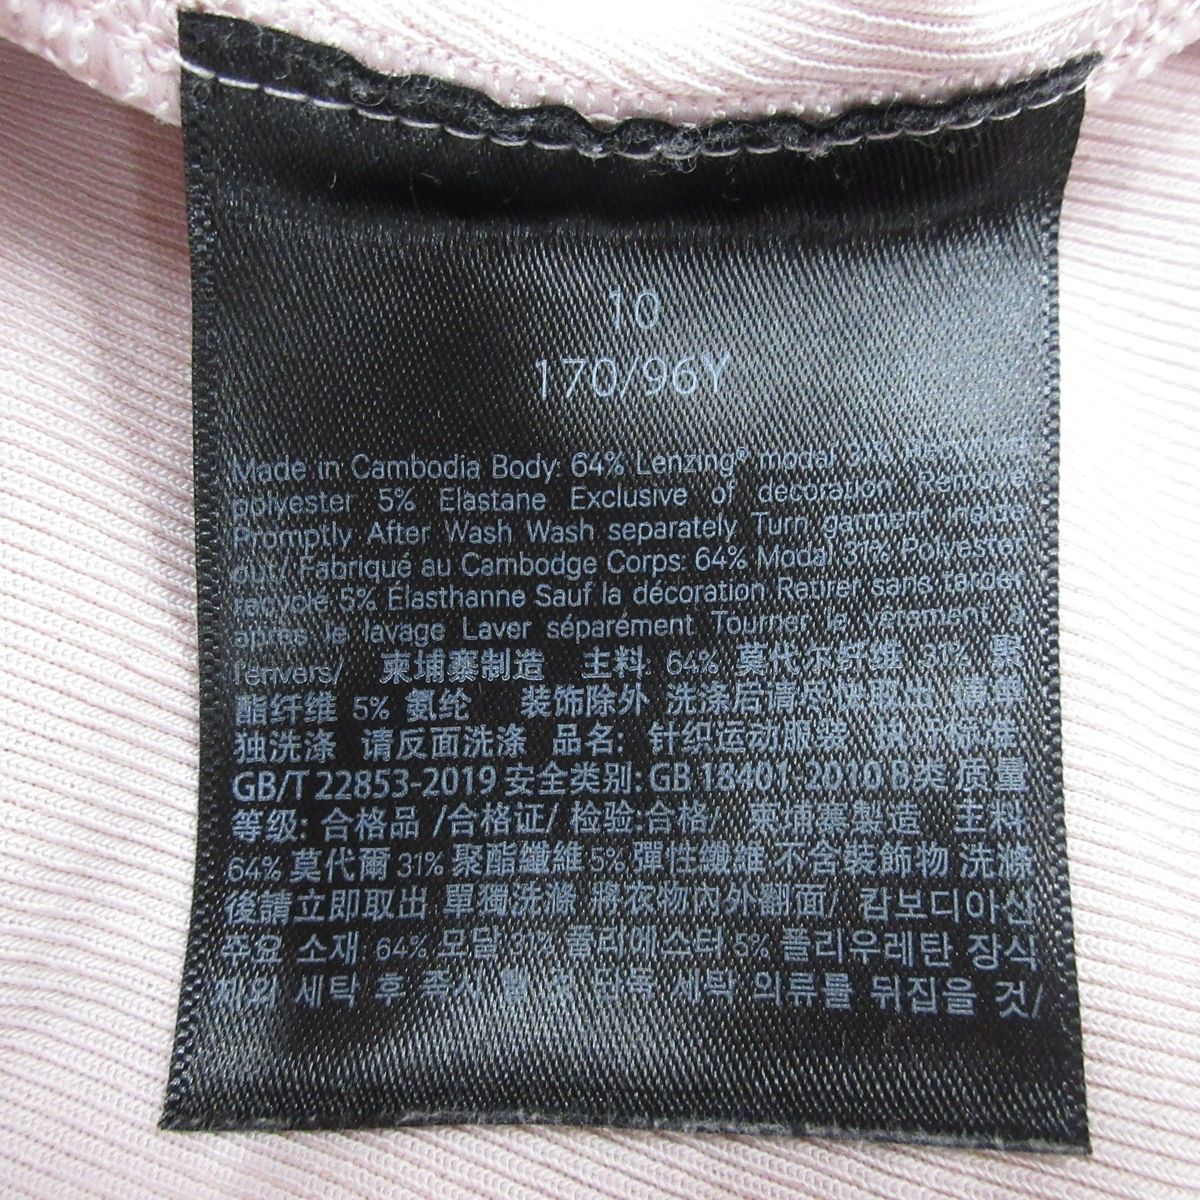 10
170/96Y
Made in Cambodia Body: 64% Lenzing® modal 31%
polyester 5% Elastane Exclusive of decoration Remove
Promptly After Wash Wash separately Turn garment inside
out/ Fabriqué au Cambodge Corps: 64% Modal 31% Polyester
recyclé 5% Élasthanne Sauf la décoration Retirer sans tarder
après le lavage Laver séparément Tourner le vêtement à
l'envers/ 柬埔寨制造 主料: 64% 莫代尔纤维 31% 聚
酯纤维 5% 氨纶 装饰除外 洗涤后请尽快取出 请单
独洗涤 请反面洗涤 品名: 针织运动服装 执行标准:
GB/T 22853-2019 安全类别: GB 18401-2010 B类 质量
等级: 合格品 /合格证/ 检验:合格/ 柬埔寨製造 主料
64% 莫代爾 31% 聚酯纖維 5% 彈性纖維 不含裝飾物 洗滌
後請立即取出 單獨洗滌 將衣物內外翻面/ 캄보디아산
주요 소재 64% 모달 31% 폴리에스터 5% 폴리우레탄 장식
제외 세탁 후 즉시 단독 세탁 의류를 뒤집을 것/